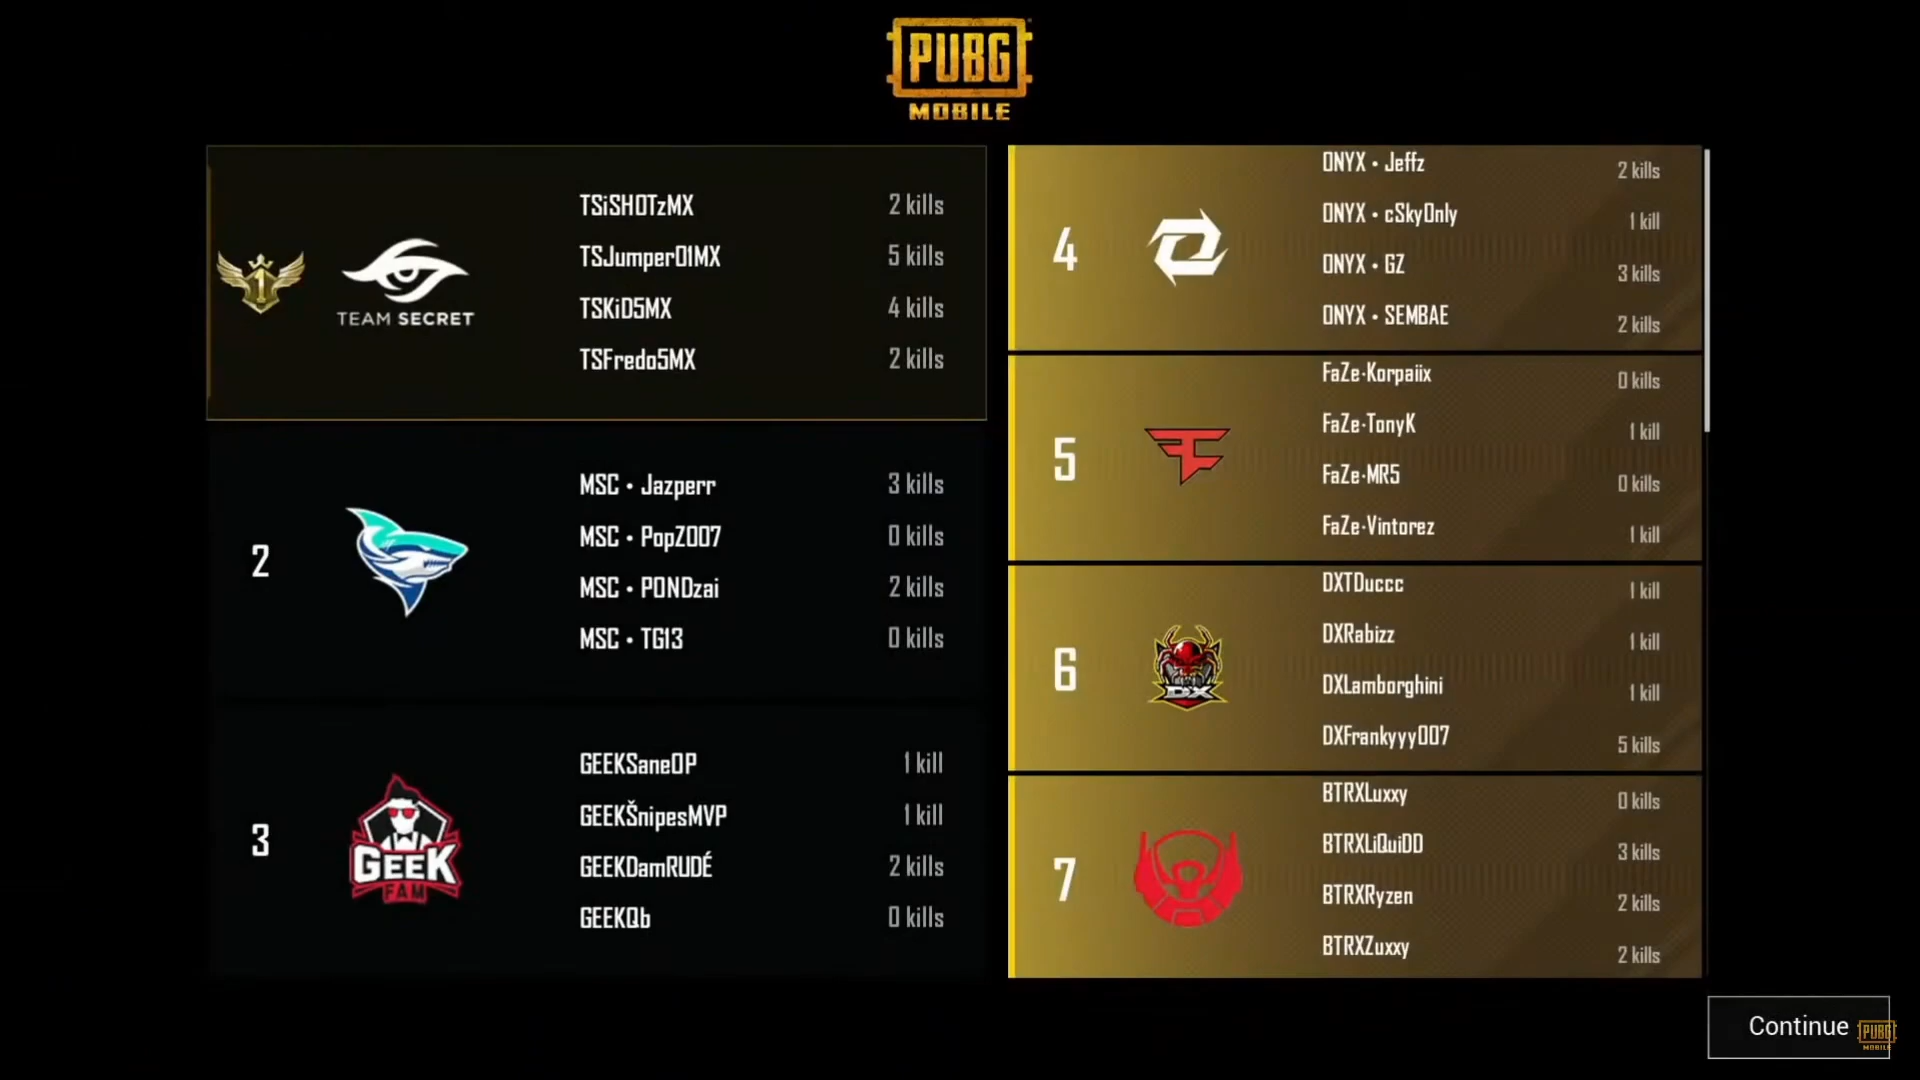 PUBG
MOBILE
1
TEAM SECRET
TSiSHOTzMX 2 kills
TSJumper01MX 5 kills
TSKiD5MX 4 kills
TSFredo5MX 2 kills
2
MSC • Jazperr 3 kills
MSC • PopZ007 0 kills
MSC • PONDzai 2 kills
MSC • TG13 0 kills
3
GEEK
FAM
GEEKSaneOP 1 kill
GEEKŠnipesMVP 1 kill
GEEKDamRUDÉ 2 kills
GEEKQb 0 kills
4
ONYX • Jeffz 2 kills
ONYX • cSkyOnly 1 kill
ONYX • GZ 3 kills
ONYX • SEMBAE 2 kills
5
FaZe·Korpaiix 0 kills
FaZe·TonyK 1 kill
FaZe·MR5 0 kills
FaZe·Vintorez 1 kill
6
DX
DXTDuccc 1 kill
DXRabizz 1 kill
DXLamborghini 1 kill
DXFrankyyy007 5 kills
7
BTRXLuxxy 0 kills
BTRXLiQuiDD 3 kills
BTRXRyzen 2 kills
BTRXZuxxy 2 kills
Continue
PUBG
MOBILE